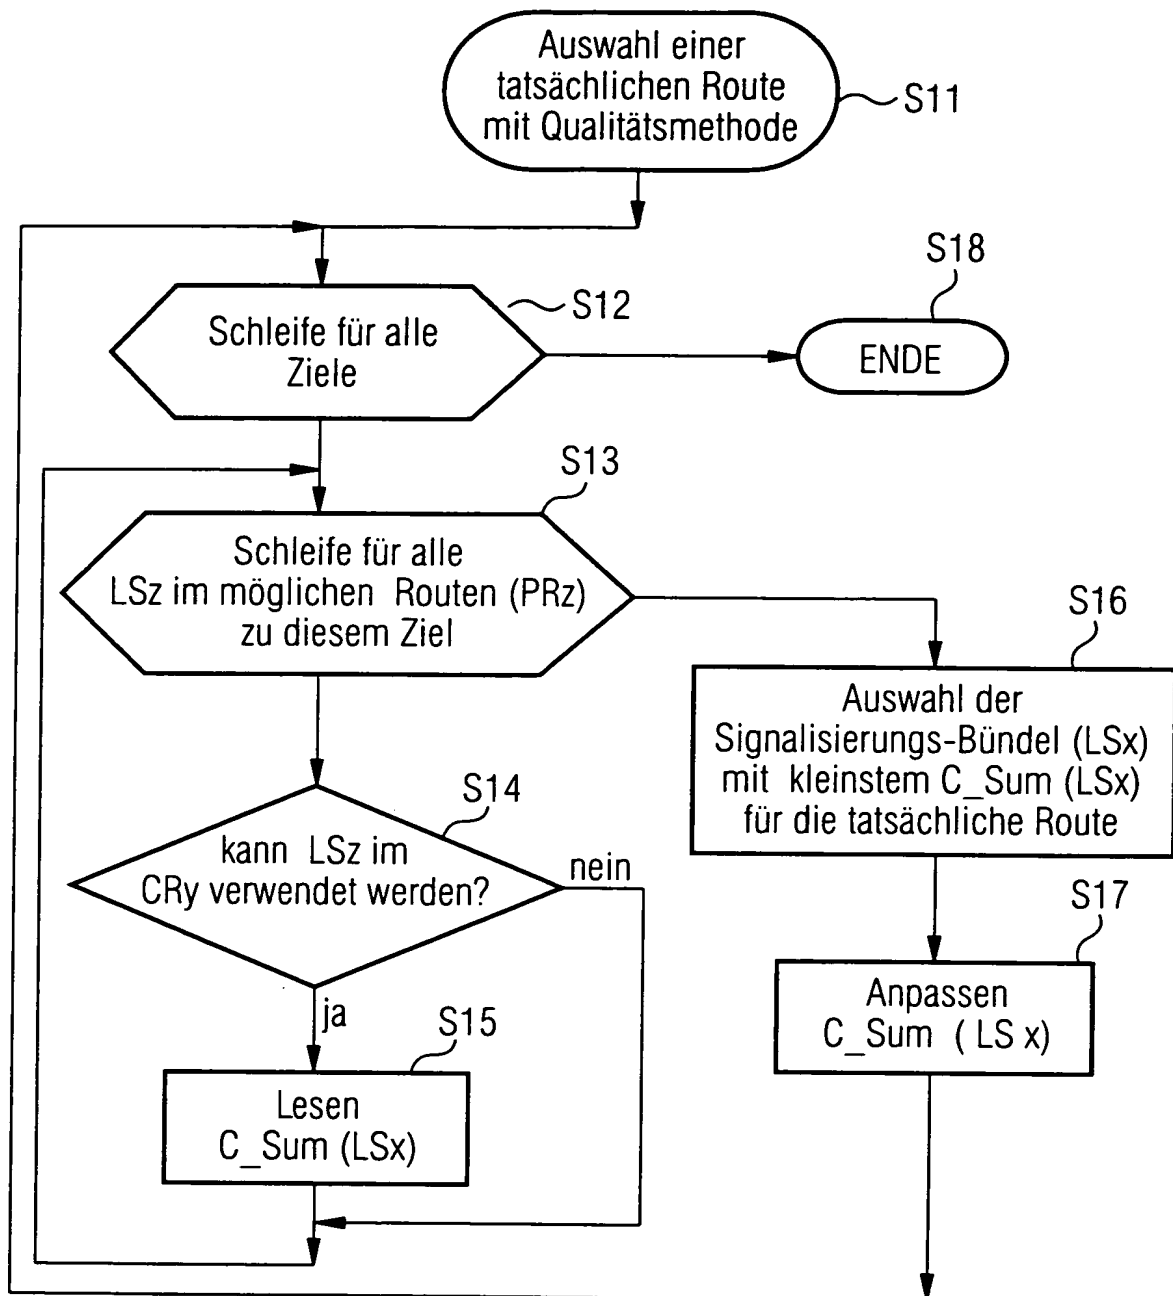 Auswahl einer
tatsächlichen Route
mit Qualitätsmethode
S11
S18
S12
Schleife für alle
Ziele
ENDE
S13
Schleife für alle
LSz im möglichen Routen (PRz)
zu diesem Ziel
S16
Auswahl der
Signalisierungs-Bündel (LSx)
mit kleinstem C_Sum (LSx)
für die tatsächliche Route
S14
kann LSz im
CRy verwendet werden?
nein
ja
S17
Anpassen
C_Sum ( LS x)
S15
Lesen
C_Sum (LSx)